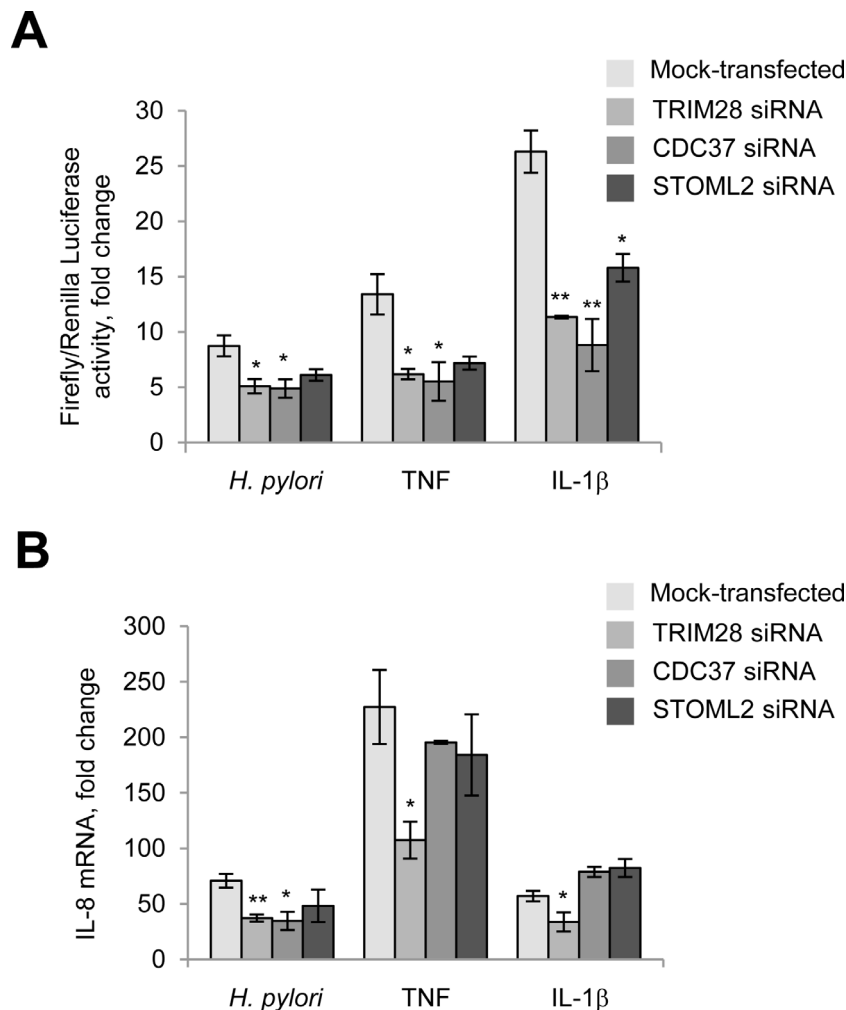 A
Mock-transfected
TRIM28 siRNA
CDC37 siRNA
STOML2 siRNA
Firefly/Renilla Luciferase
activity, fold change
30
25
20
15
10
5
0
* * * * ** ** *
H. pylori TNF IL-1β
B
Mock-transfected
TRIM28 siRNA
CDC37 siRNA
STOML2 siRNA
IL-8 mRNA, fold change
300
250
200
150
100
50
0
** * * *
H. pylori TNF IL-1β